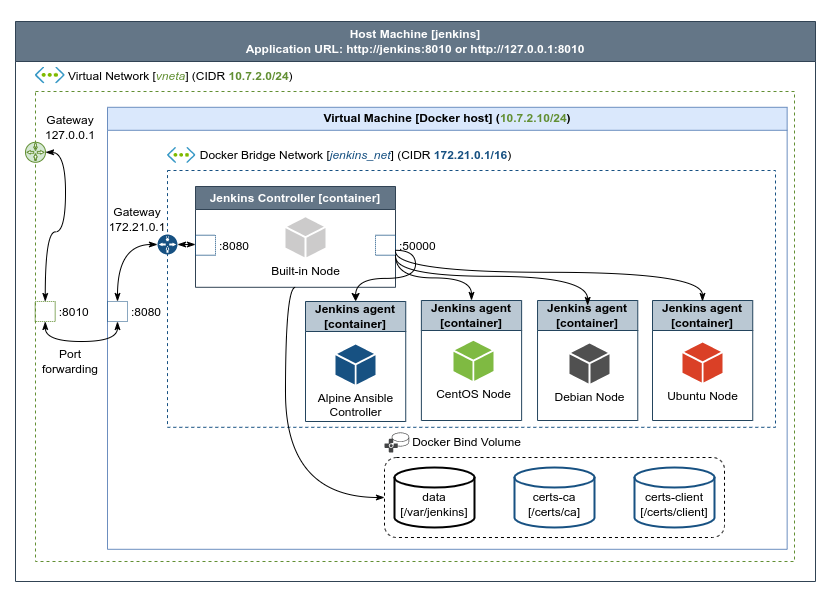 Host Machine [jenkins]
Application URL: http://jenkins:8010 or http://127.0.0.1:8010
Virtual Network [vneta] (CIDR 10.7.2.0/24)
Gateway
127.0.0.1
Virtual Machine [Docker host] (10.7.2.10/24)
Docker Bridge Network [jenkins_net] (CIDR 172.21.0.1/16)
Jenkins Controller [container]
Gateway
172.21.0.1
:8080
:50000
Built-in Node
:8010
:8080
Port
forwarding
Jenkins agent
[container]
Alpine Ansible
Controller
Jenkins agent
[container]
CentOS Node
Jenkins agent
[container]
Debian Node
Jenkins agent
[container]
Ubuntu Node
Docker Bind Volume
data
[/var/jenkins]
certs-ca
[/certs/ca]
certs-client
[/certs/client]